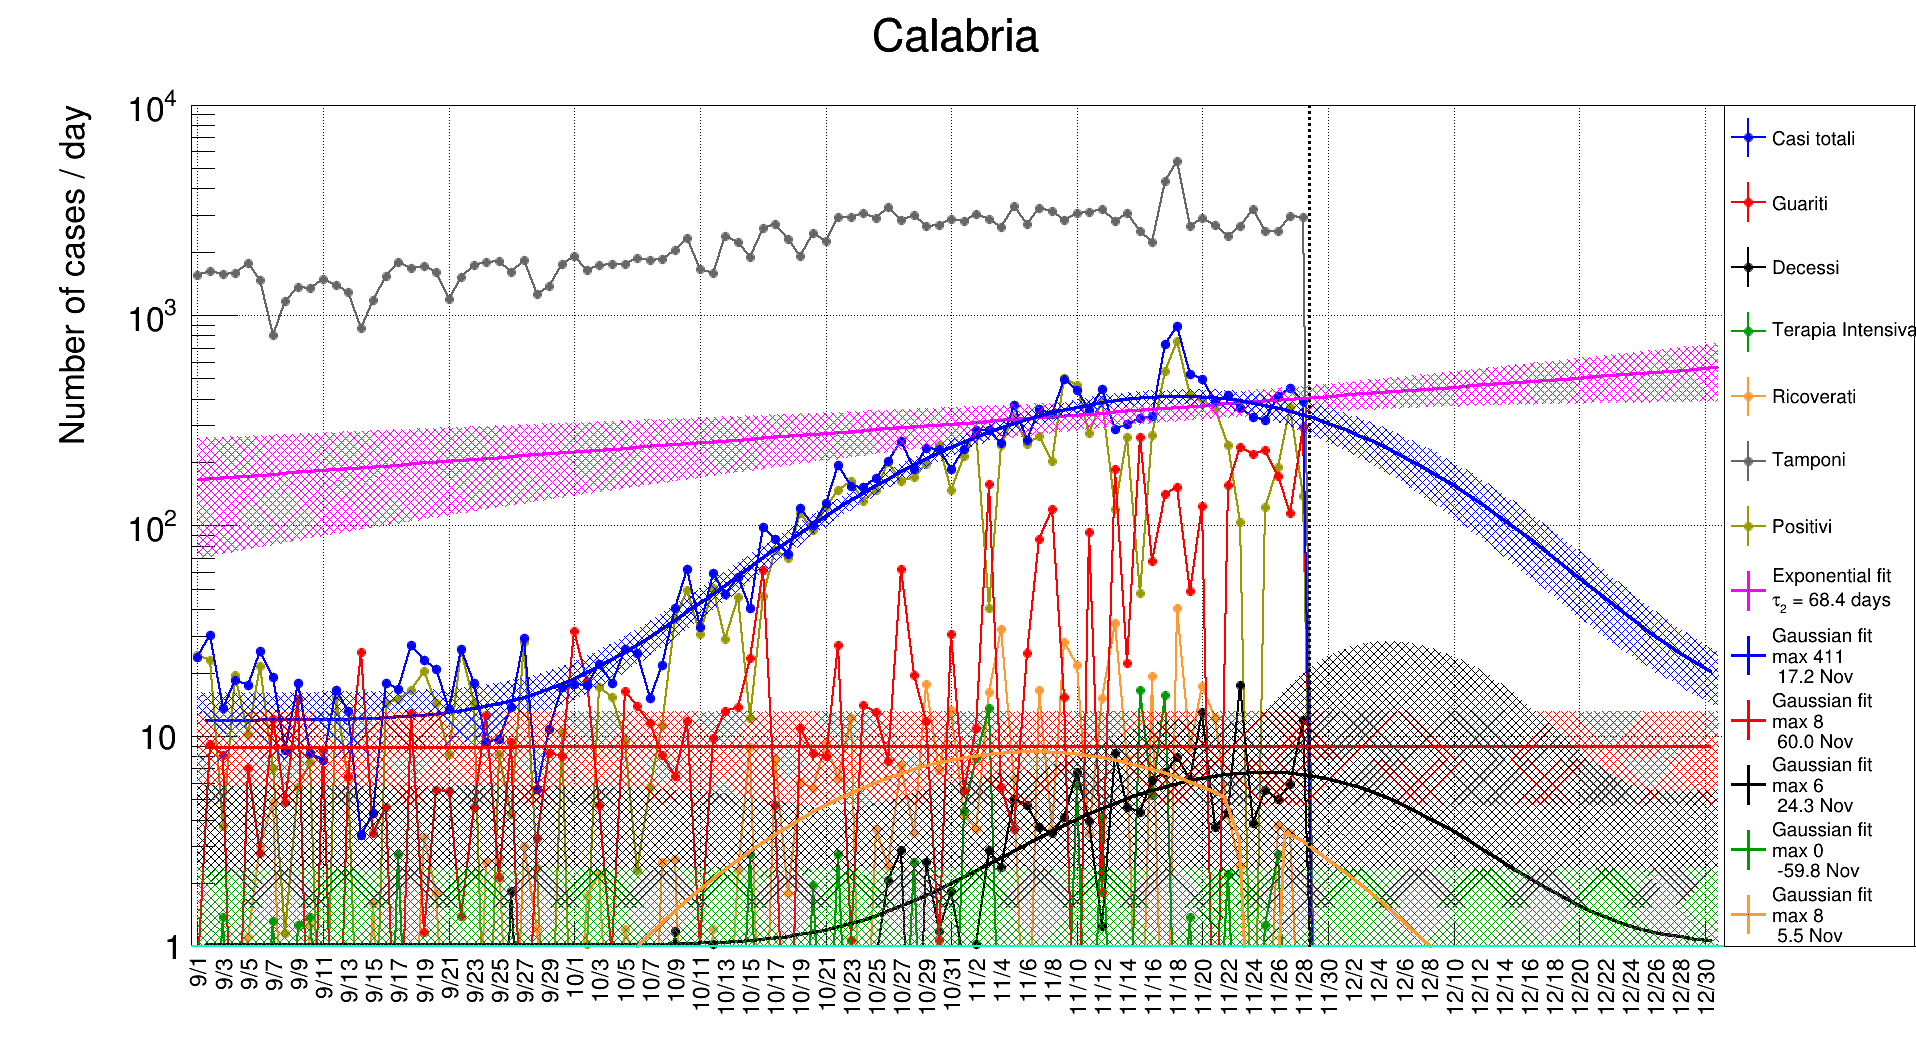 Calabria
Number of cases / day
10^4
10^3
10^2
10
1
9/1 9/3 9/5 9/7 9/9 9/11 9/13 9/15 9/17 9/19 9/21 9/23 9/25 9/27 9/29 10/1 10/3 10/5 10/7 10/9 10/11 10/13 10/15 10/17 10/19 10/21 10/23 10/25 10/27 10/29 10/31 11/2 11/4 11/6 11/8 11/10 11/12 11/14 11/16 11/18 11/20 11/22 11/24 11/26 11/28 11/30 12/2 12/4 12/6 12/8 12/10 12/12 12/14 12/16 12/18 12/20 12/22 12/24 12/26 12/28 12/30
Casi totali
Guariti
Decessi
Terapia Intensiva
Ricoverati
Tamponi
Positivi
Exponential fit
τ2 = 68.4 days
Gaussian fit
max 411
17.2 Nov
Gaussian fit
max 8
60.0 Nov
Gaussian fit
max 6
24.3 Nov
Gaussian fit
max 0
-59.8 Nov
Gaussian fit
max 8
5.5 Nov